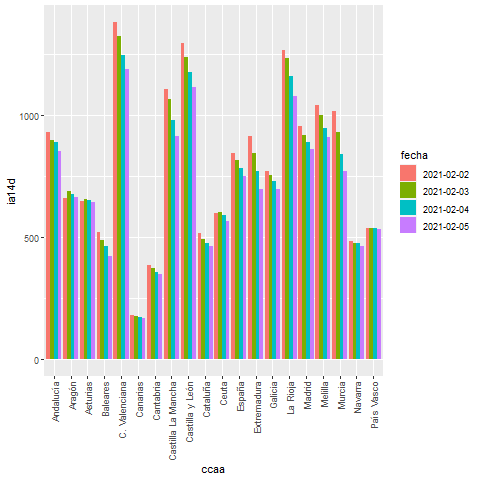 1000
500
0
ia14d
Andalucía
Aragón
Asturias
Baleares
C. Valenciana
Canarias
Cantabria
Castilla La Mancha
Castilla y León
Cataluña
Ceuta
España
Extremadura
Galicia
La Rioja
Madrid
Melilla
Murcia
Navarra
País Vasco
ccaa
fecha
2021-02-02
2021-02-03
2021-02-04
2021-02-05